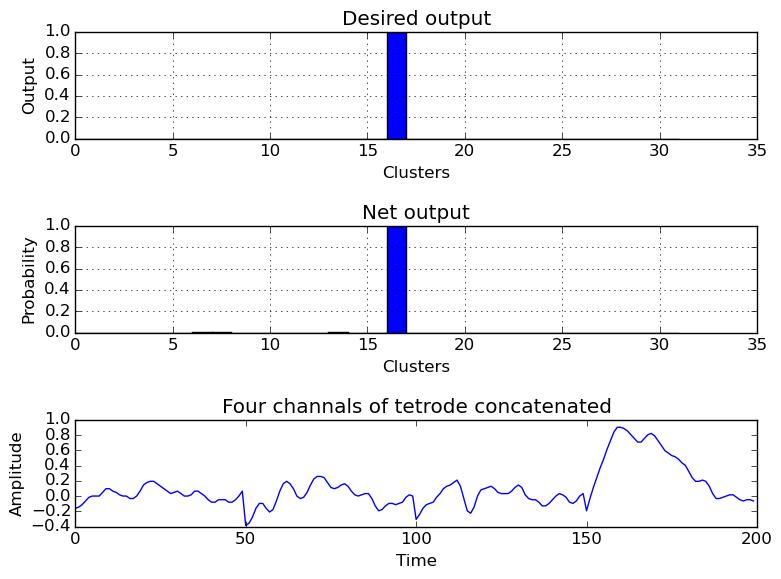 Desired output
1.0
0.8
0.6
0.4
0.2
0.0
Output
0 5 10 15 20 25 30 35
Clusters
Net output
1.0
0.8
0.6
0.4
0.2
0.0
Probability
0 5 10 15 20 25 30 35
Clusters
Four channels of tetrode concatenated
1.0
0.8
0.6
0.4
0.2
0.0
−0.2
−0.4
Amplitude
0 50 100 150 200
Time